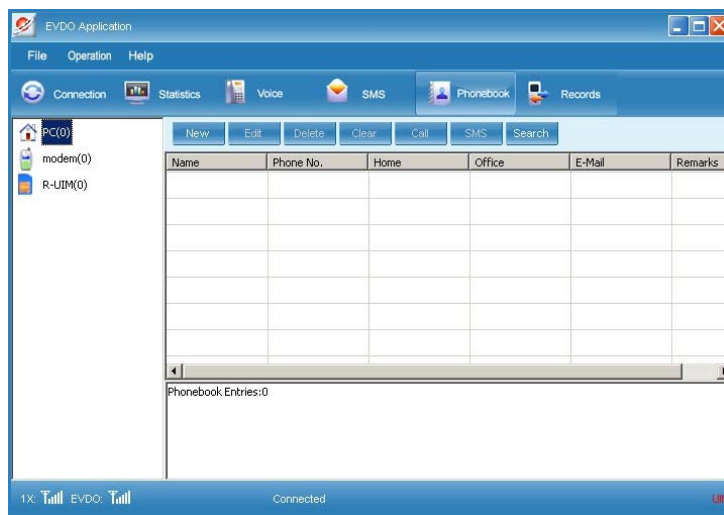 EVDO Application
File Operation Help
Connection Statistics Voice SMS Phonebook Records
PC(0)
modem(0)
R-UIM(0)
New Edit Delete Clear Call SMS Search
Name Phone No. Home Office E-Mail Remarks
Phonebook Entries:0
1X: EVDO: Connected